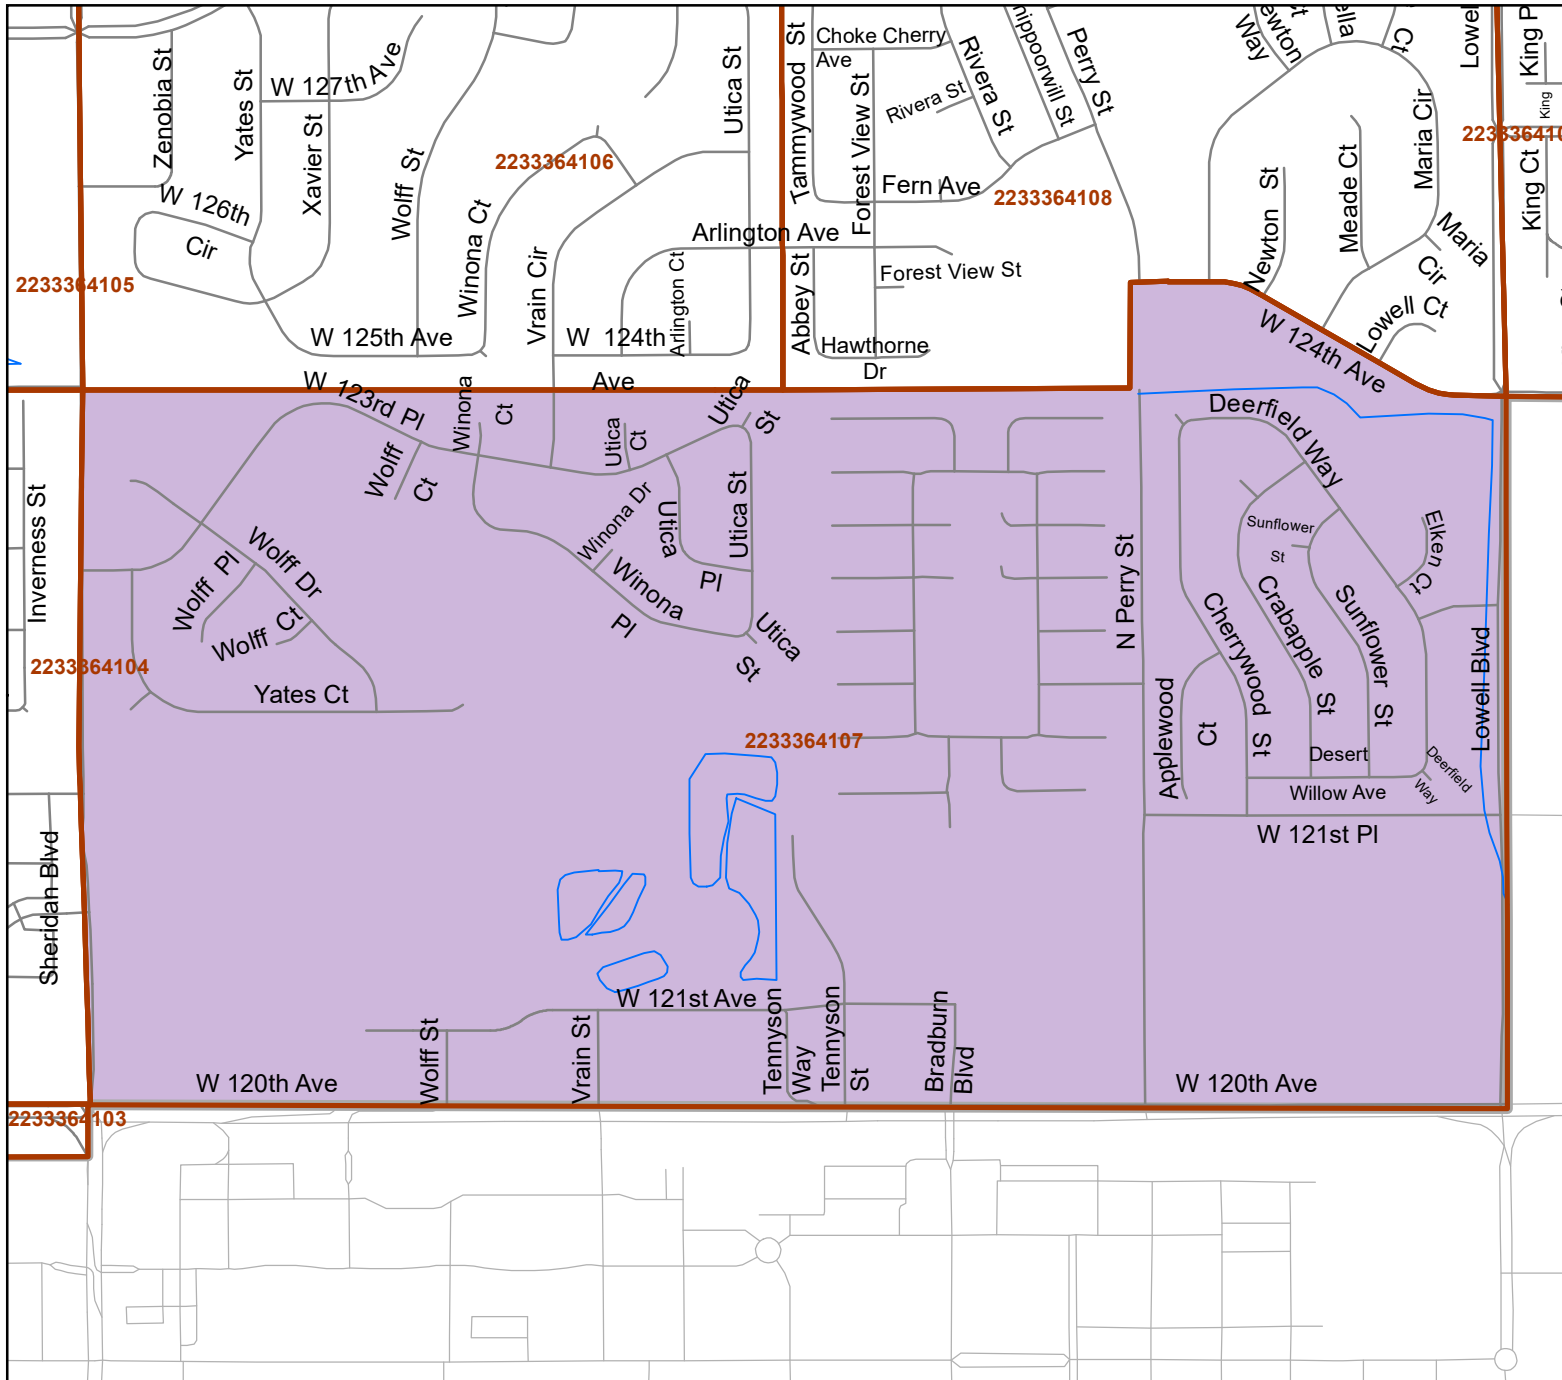 Choke Cherry
Ave
Tammywood St
Forest View St
Rivera St
Rivera St
Perry St
Way
Ct
Lowel
King P
King
King Ct
Zenobia St
Yates St
W 127th Ave
Xavier St
Wolff St
Utica St
2233364106
Winona Ct
W 126th
Cir
Vrain Cir
Fern Ave
2233364108
Arlington Ave
Arlington Ct
Abbey St
Forest View St
Newton St
Meade Ct
Maria Cir
Maria
Cir
Lowell Ct
2233364105
W 125th Ave
W 124th
Ave
Hawthorne
Dr
W 124th Ave
W 123rd Pl
Winona
Ct
Utica
Ct
Utica
St
Wolff
Ct
Deerfield Way
Inverness St
Wolff Dr
Wolff Pl
Wolff Ct
Yates Ct
Winona Dr
Utica
Pl
Utica St
Winona
Pl
Utica
St
N Perry St
Sunflower
St
Elken Ct
Cherrywood St
Crabapple St
Sunflower St
Applewood
Ct
Desert
Willow Ave
Deerfield
Way
Lowell Blvd
W 121st Pl
2233364104
2233364107
Sheridan Blvd
W 121st Ave
Wolff St
Vrain St
Tennyson
Way
Tennyson
St
Bradburn
Blvd
W 120th Ave
W 120th Ave
2233364103